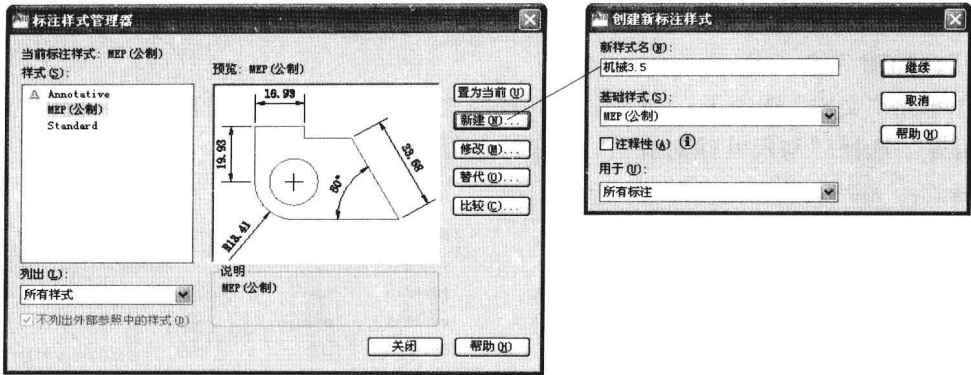 标注样式管理器
当前标注样式: MEP(公制)
样式(S):
Annotative
MEP(公制)
Standard
预览: MEP(公制)
16.93
19.93
33.68
60°
R13.41
置为当前(U)
新建(N)...
修改(M)...
替代(O)...
比较(C)...
列出(L):
所有样式
不列出外部参照中的样式(D)
说明
MEP(公制)
关闭
帮助(H)
创建新标注样式
新样式名(N):
机械3.5
基础样式(S):
MEP(公制)
注释性(A)
用于(U):
所有标注
继续
取消
帮助(H)